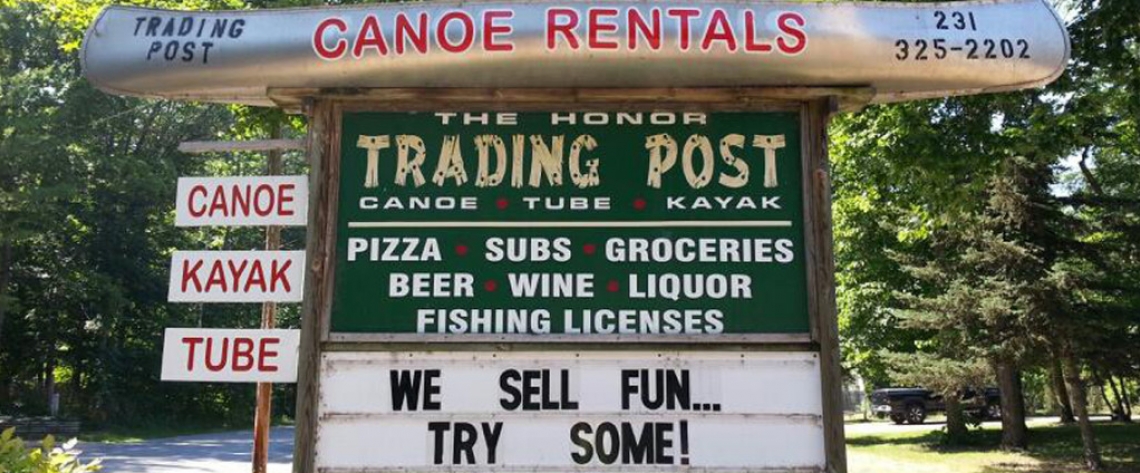 TRADING
POST
CANOE RENTALS
231
325-2202
THE HONOR
TRADING POST
CANOE • TUBE • KAYAK
PIZZA • SUBS • GROCERIES
BEER • WINE • LIQUOR
FISHING LICENSES
WE SELL FUN...
TRY SOME!
CANOE
KAYAK
TUBE